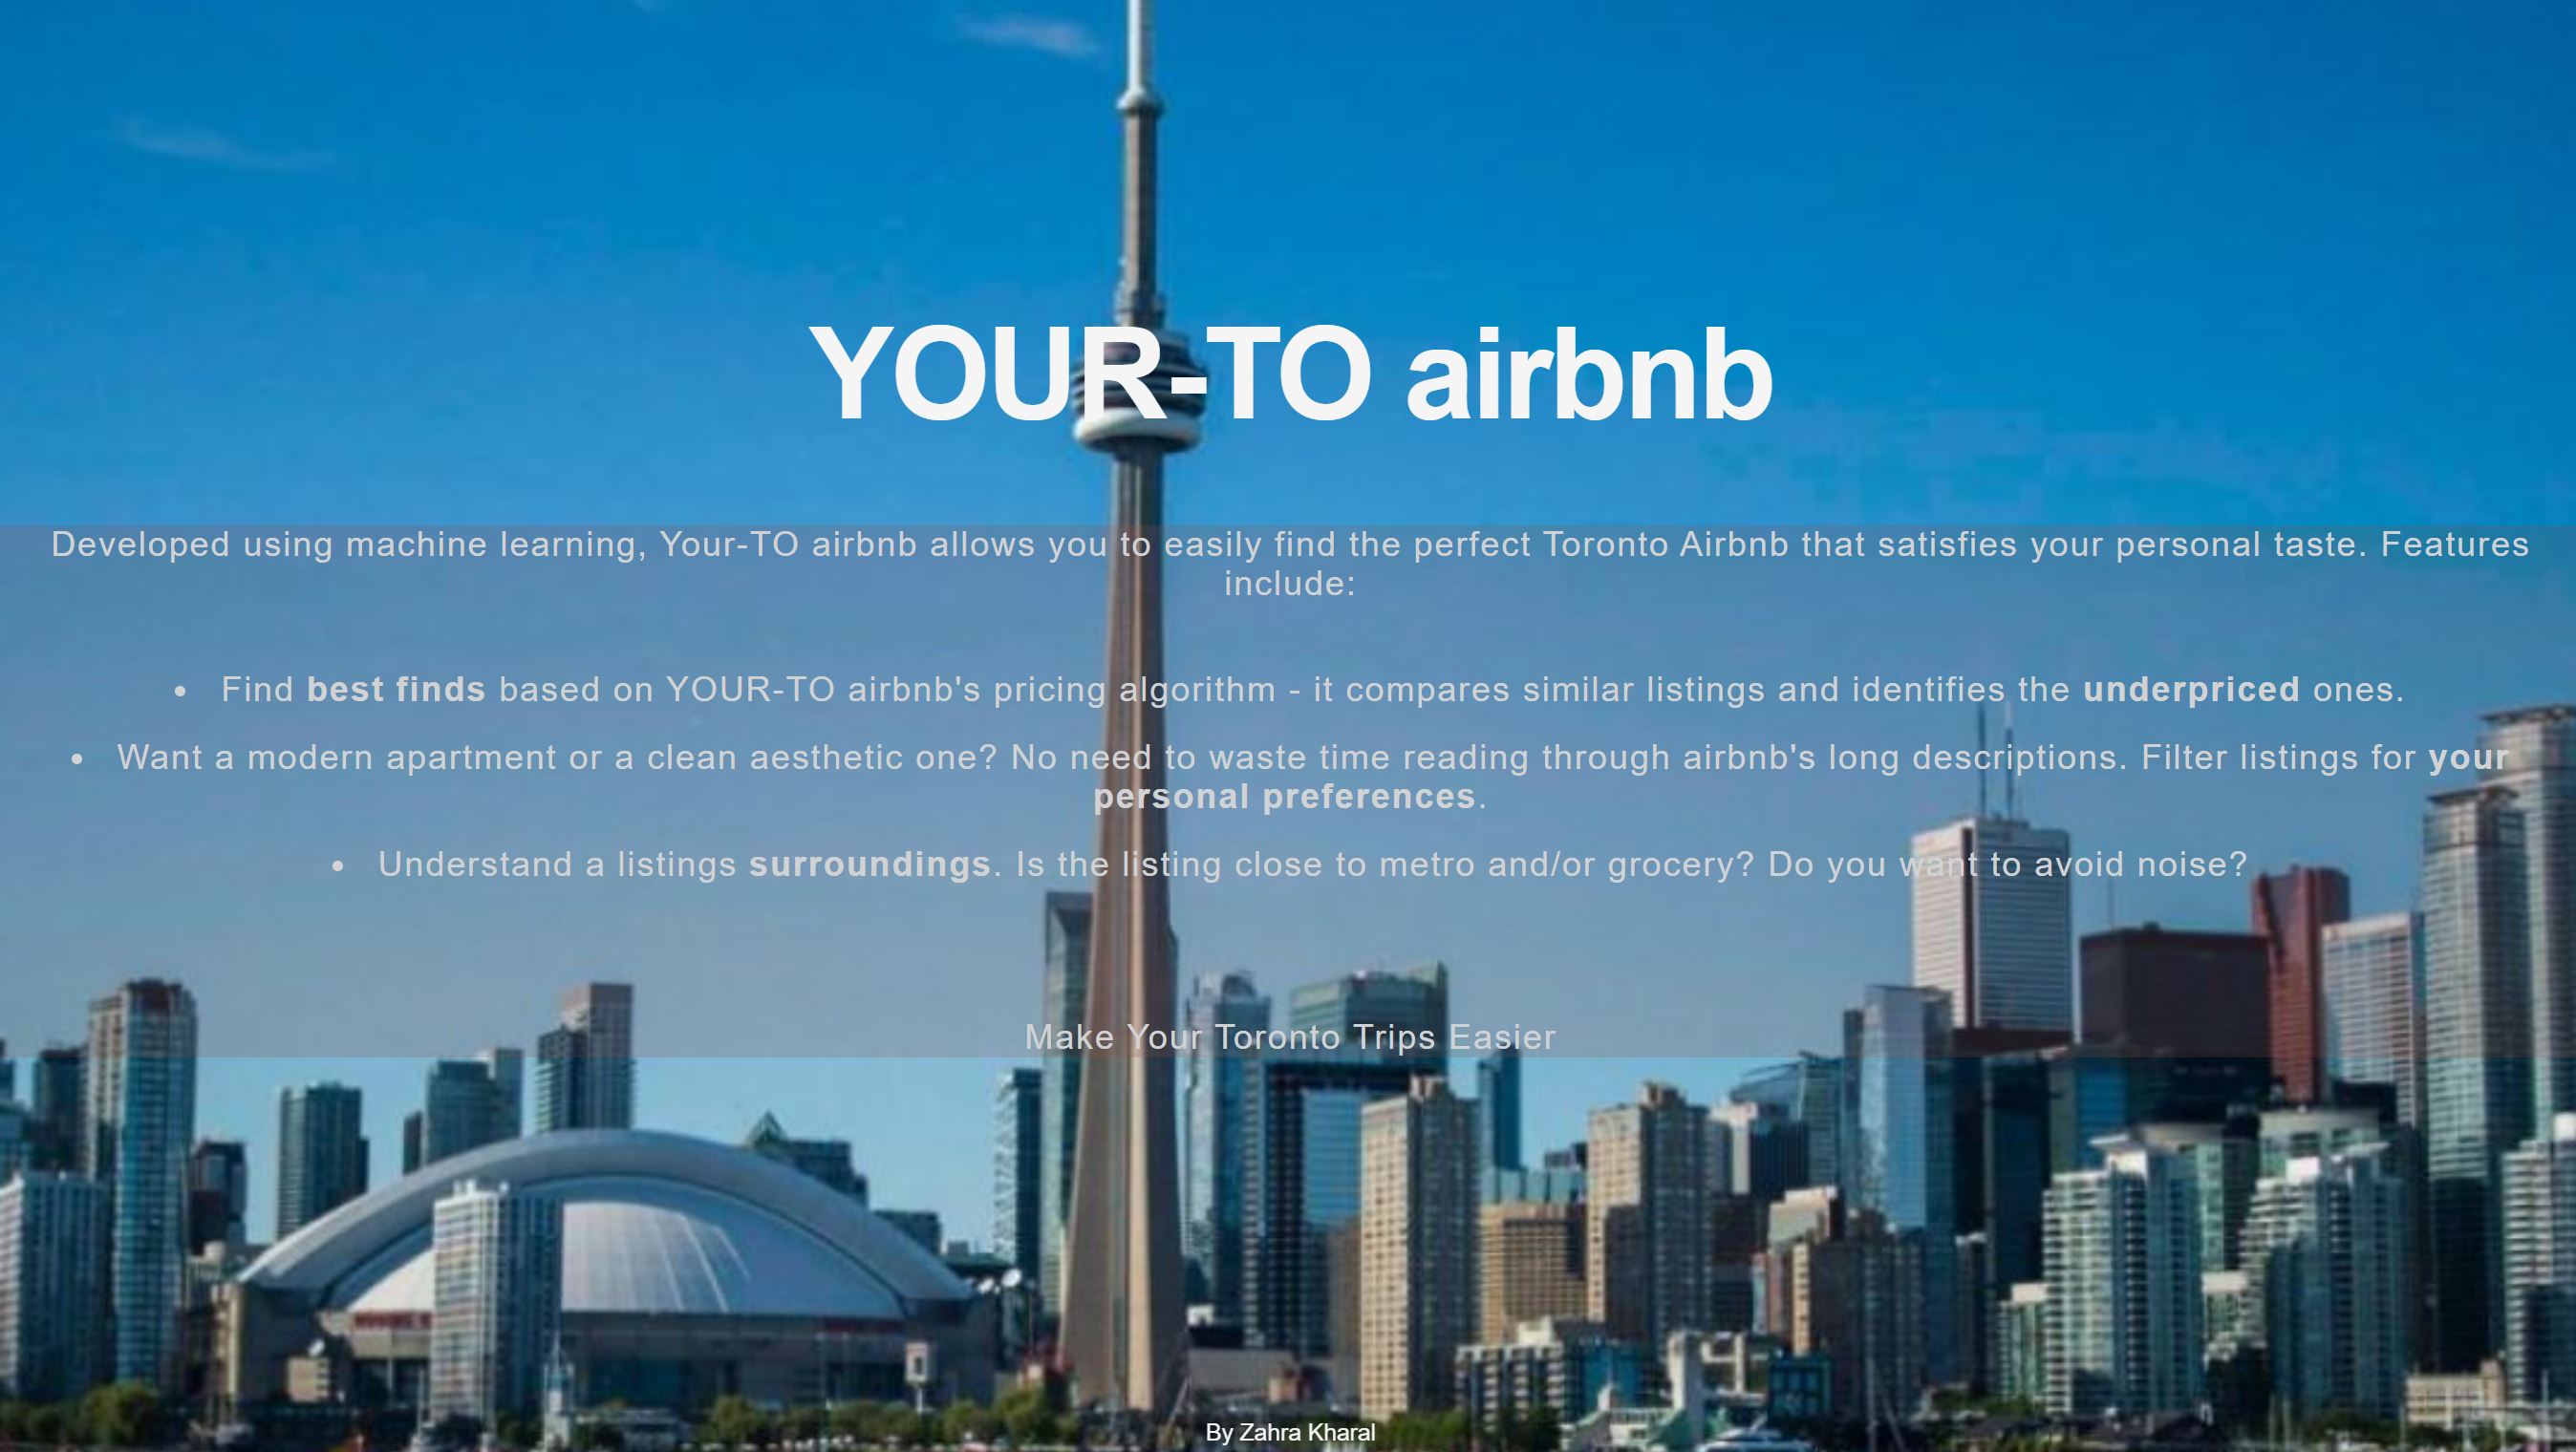 YOUR-TO airbnb
Developed using machine learning, Your-TO airbnb allows you to easily find the perfect Toronto Airbnb that satisfies your personal taste. Features
include:
• Find best finds based on YOUR-TO airbnb's pricing algorithm - it compares similar listings and identifies the underpriced ones.
• Want a modern apartment or a clean aesthetic one? No need to waste time reading through airbnb's long descriptions. Filter listings for your
personal preferences.
• Understand a listings surroundings. Is the listing close to metro and/or grocery? Do you want to avoid noise?
Make Your Toronto Trips Easier
By Zahra Kharal